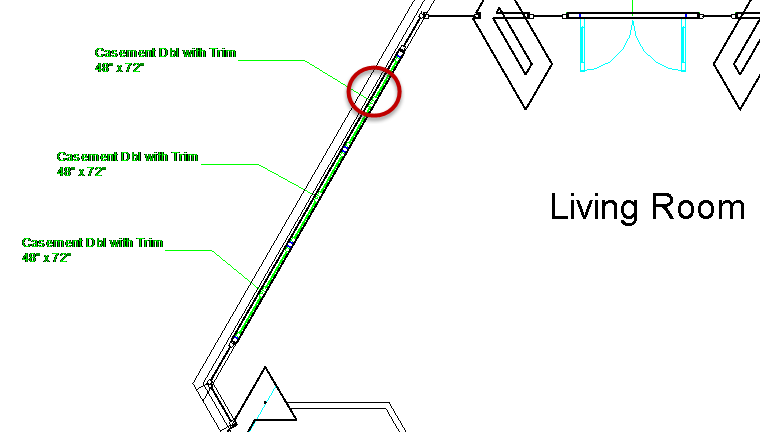 Casement Dbl with Trim
48" x 72"
Casement Dbl with Trim
48" x 72"
Living Room
Casement Dbl with Trim
48" x 72"